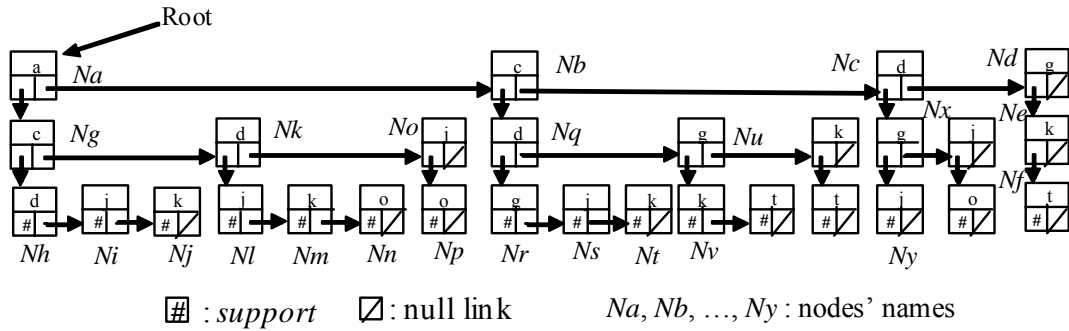 Root
a Na c Nb Nc d Nd g
Nx Ne
c Ng d Nk No j d Nq g Nu k g j k
Nf
d j k j k o o g j k k t t j o t
# # # # # # # # # # # # # # # #
Nh Ni Nj Nl Nm Nn Np Nr Ns Nt Nv Ny
# : support : null link Na, Nb, …, Ny : nodes' names